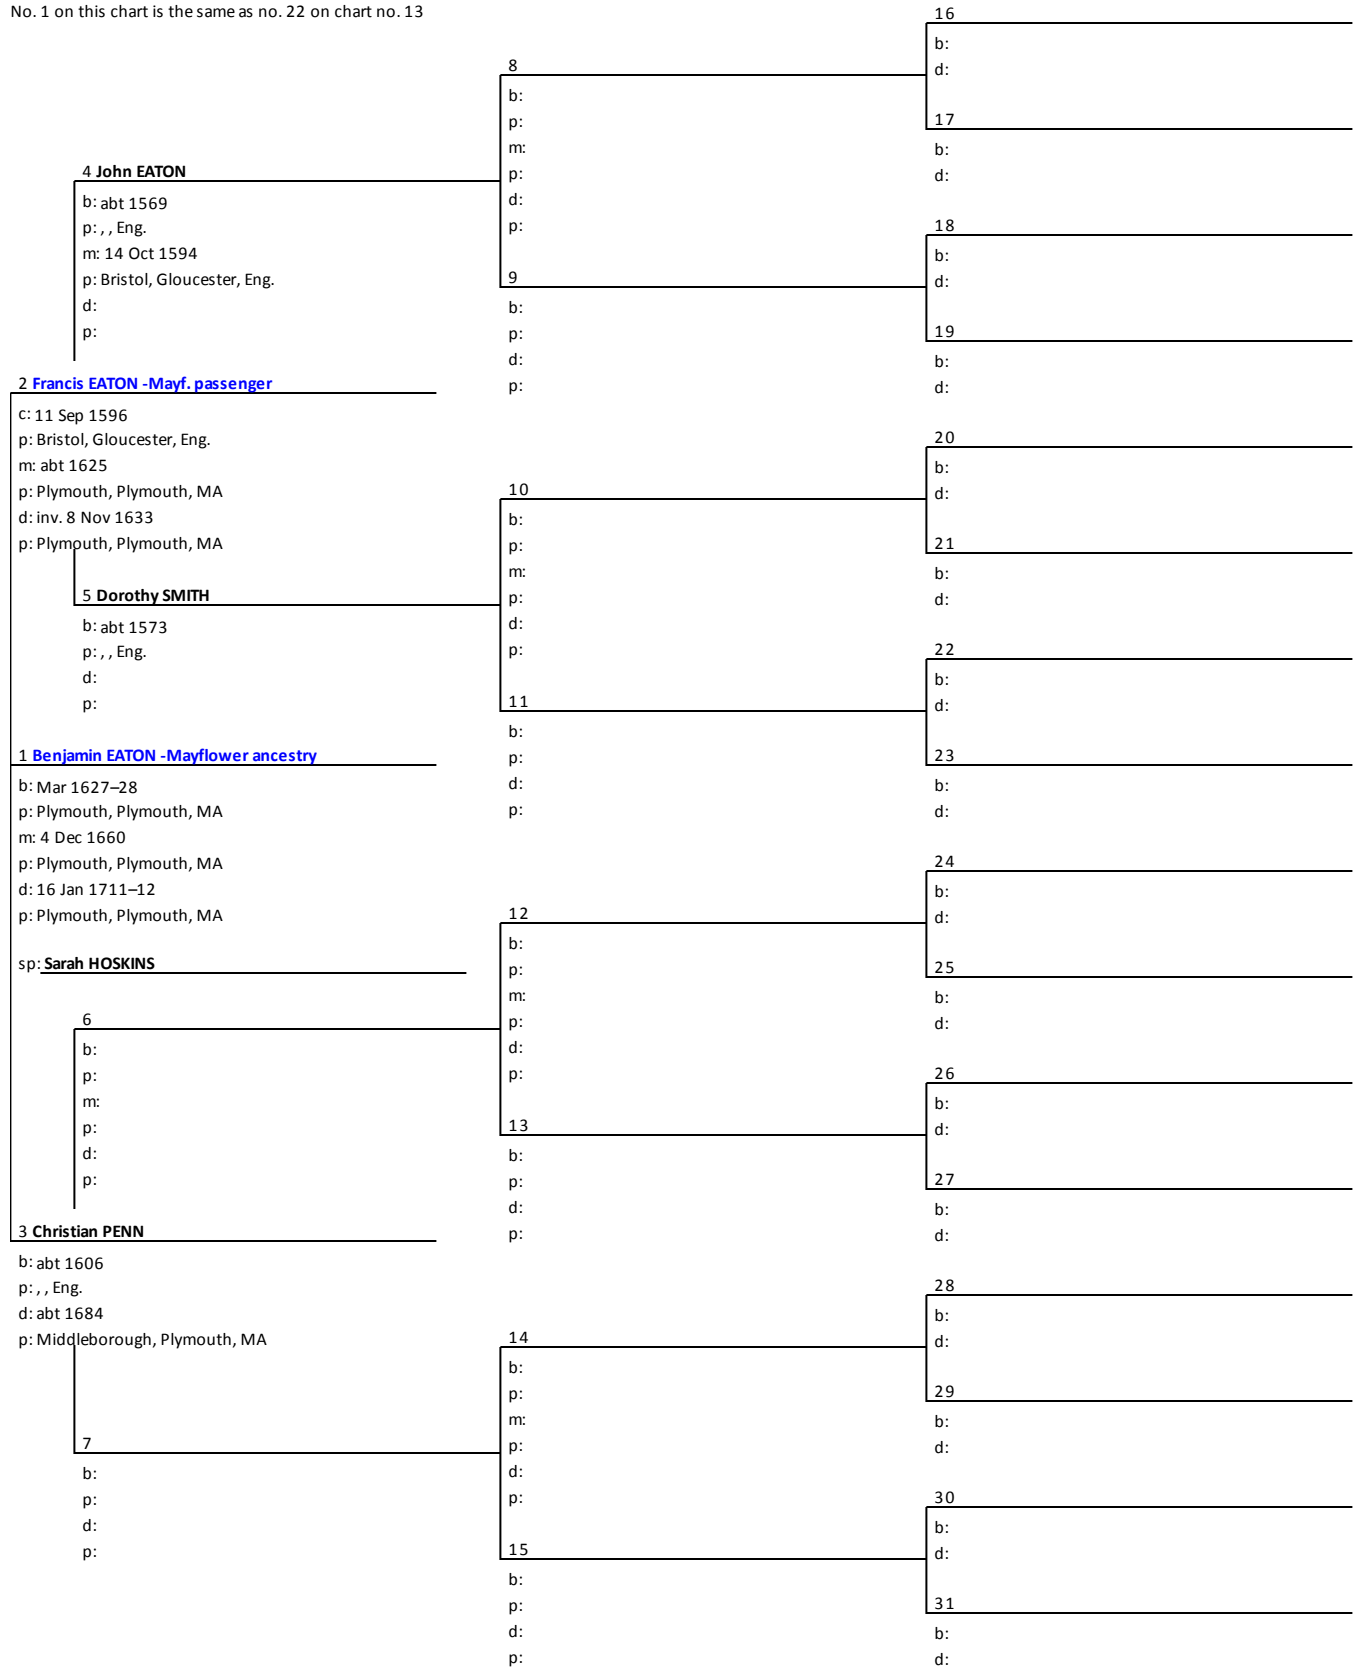 No. 1 on this chart is the same as no. 22 on chart no. 13
4 John EATON
b: abt 1569
p: , , Eng.
m: 14 Oct 1594
p: Bristol, Gloucester, Eng.
d:
p:
2 Francis EATON -Mayf. passenger
c: 11 Sep 1596
p: Bristol, Gloucester, Eng.
m: abt 1625
p: Plymouth, Plymouth, MA
d: inv. 8 Nov 1633
p: Plymouth, Plymouth, MA
5 Dorothy SMITH
b: abt 1573
p: , , Eng.
d:
p:
1 Benjamin EATON -Mayflower ancestry
b: Mar 1627–28
p: Plymouth, Plymouth, MA
m: 4 Dec 1660
p: Plymouth, Plymouth, MA
d: 16 Jan 1711–12
p: Plymouth, Plymouth, MA
sp: Sarah HOSKINS
6
b:
p:
m:
p:
d:
p:
3 Christian PENN
b: abt 1606
p: , , Eng.
d: abt 1684
p: Middleborough, Plymouth, MA
7
b:
p:
d:
p:
8
b:
p:
m:
p:
d:
p:
9
b:
p:
d:
p:
10
b:
p:
m:
p:
d:
p:
11
b:
p:
d:
p:
12
b:
p:
m:
p:
d:
p:
13
b:
p:
d:
p:
14
b:
p:
m:
p:
d:
p:
15
b:
p:
d:
p:
16
b:
d:
17
b:
d:
18
b:
d:
19
b:
d:
20
b:
d:
21
b:
d:
22
b:
d:
23
b:
d:
24
b:
d:
25
b:
d:
26
b:
d:
27
b:
d:
28
b:
d:
29
b:
d:
30
b:
d:
31
b:
d: